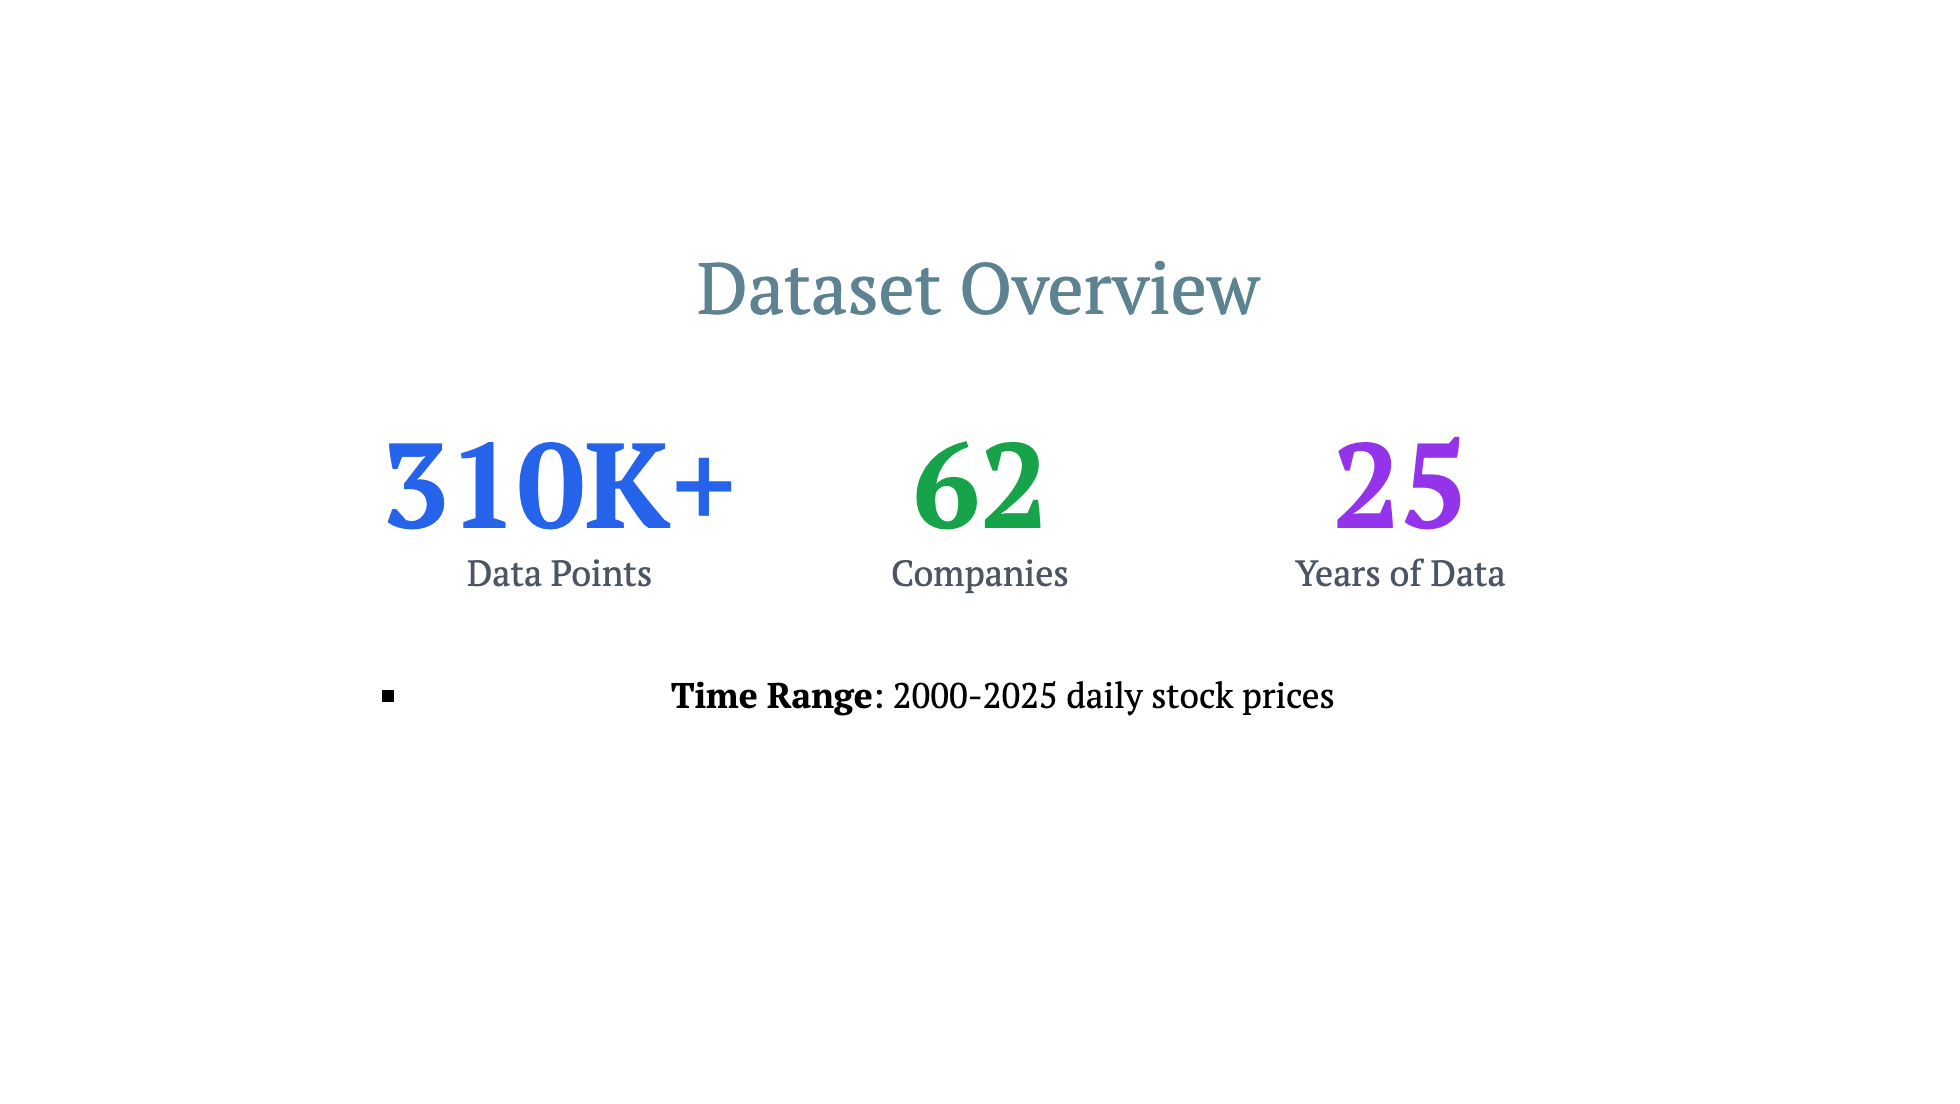 Dataset Overview
310K+ 62 25
Data Points Companies Years of Data
▪ Time Range: 2000-2025 daily stock prices